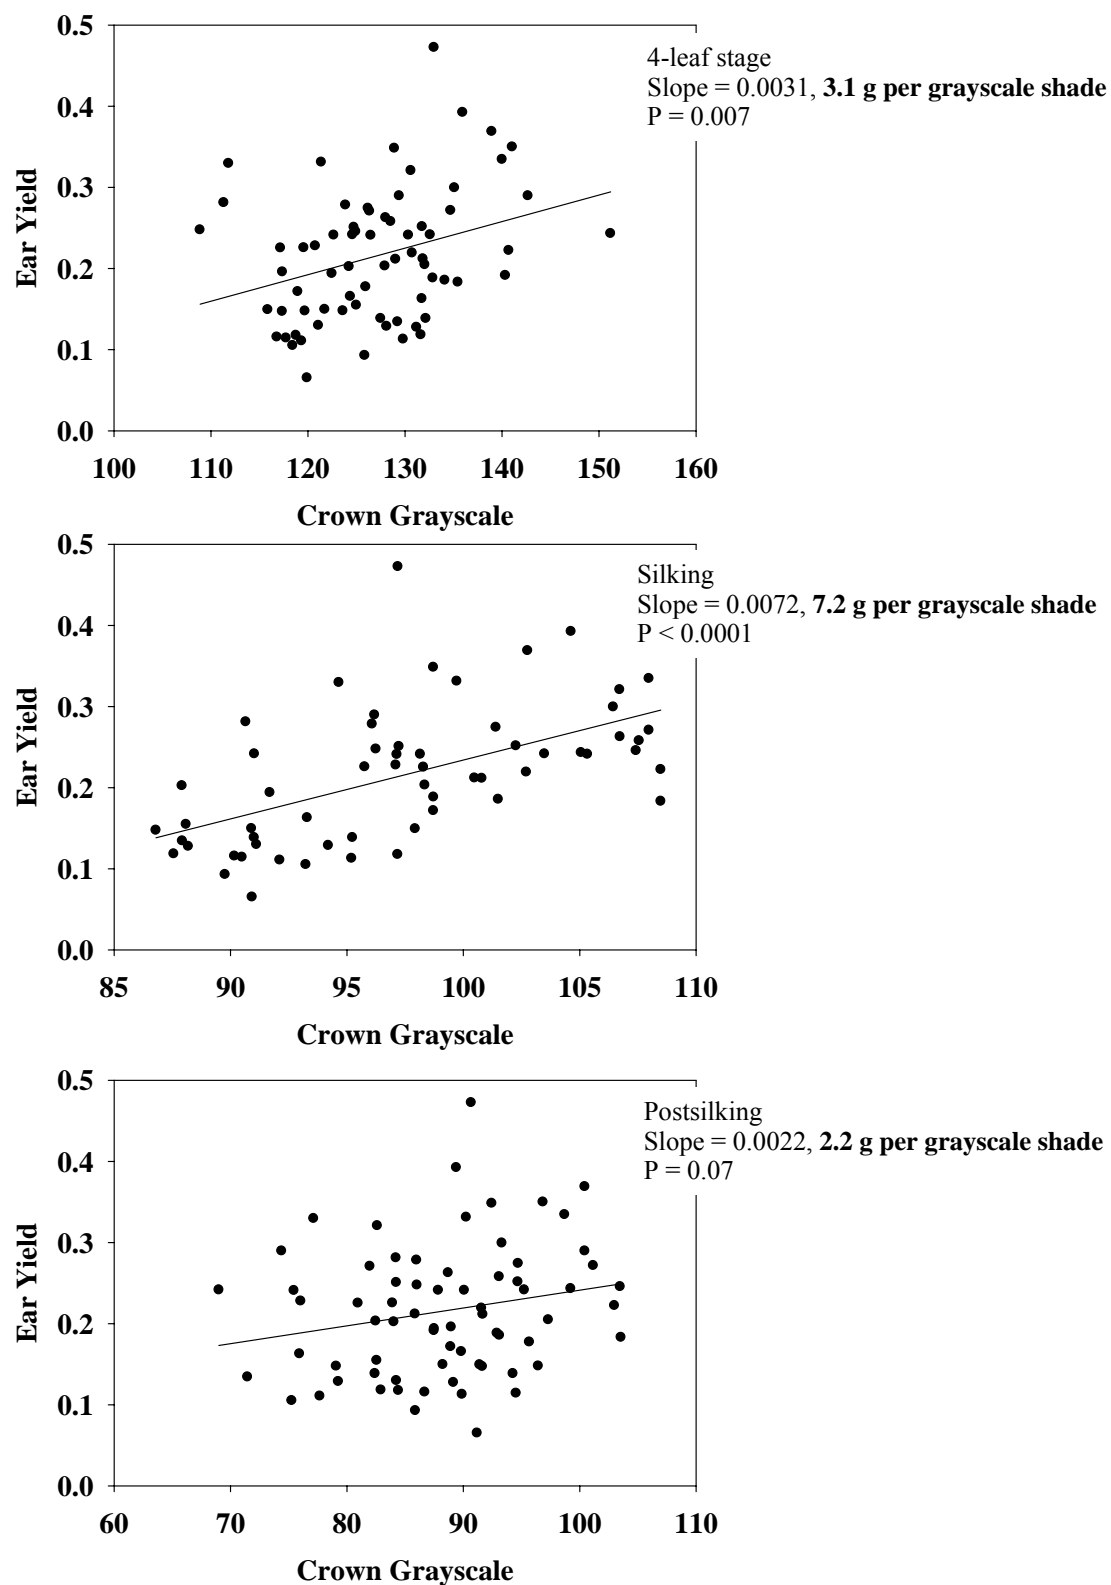 0.5
4-leaf stage
Slope = 0.0031, 3.1 g per grayscale shade
P = 0.007
0.4
0.3
Ear Yield
0.2
0.1
0.0
100 110 120 130 140 150 160
Crown Grayscale
0.5
Silking
Slope = 0.0072, 7.2 g per grayscale shade
P < 0.0001
0.4
0.3
Ear Yield
0.2
0.1
0.0
85 90 95 100 105 110
Crown Grayscale
0.5
Postsilking
Slope = 0.0022, 2.2 g per grayscale shade
P = 0.07
0.4
0.3
Ear Yield
0.2
0.1
0.0
60 70 80 90 100 110
Crown Grayscale